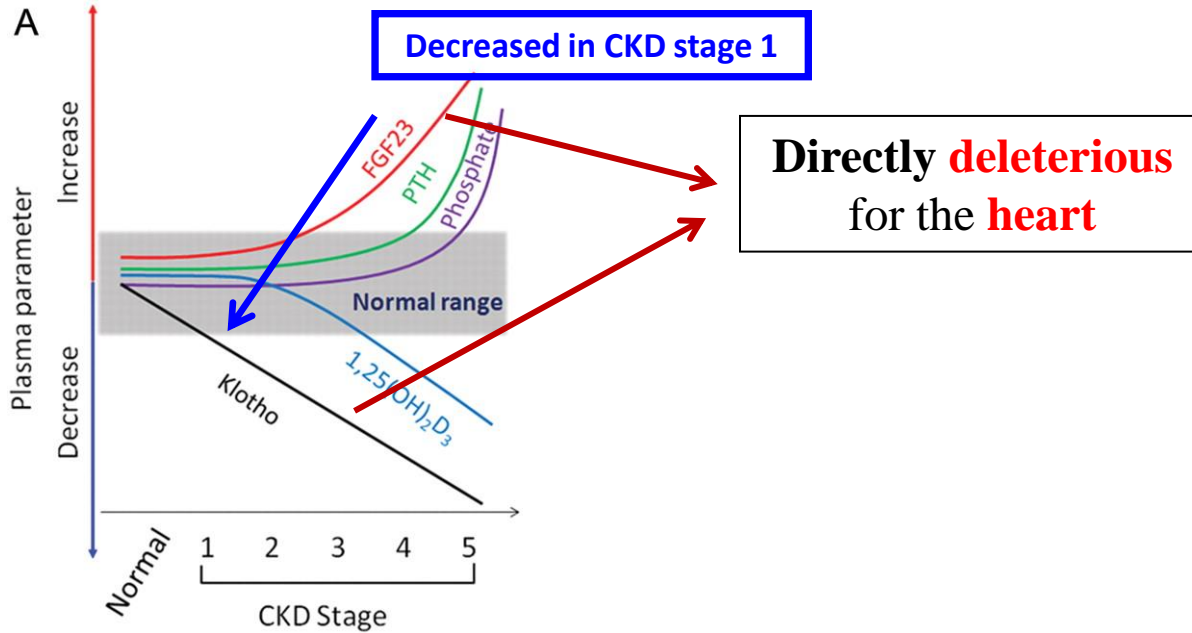 A
Decreased in CKD stage 1
Directly deleterious
for the heart
Plasma parameter
Increase
Decrease
FGF23
PTH
Phosphate
Normal range
1,25(OH)₂D₃
Klotho
Normal
1 2 3 4 5
CKD Stage